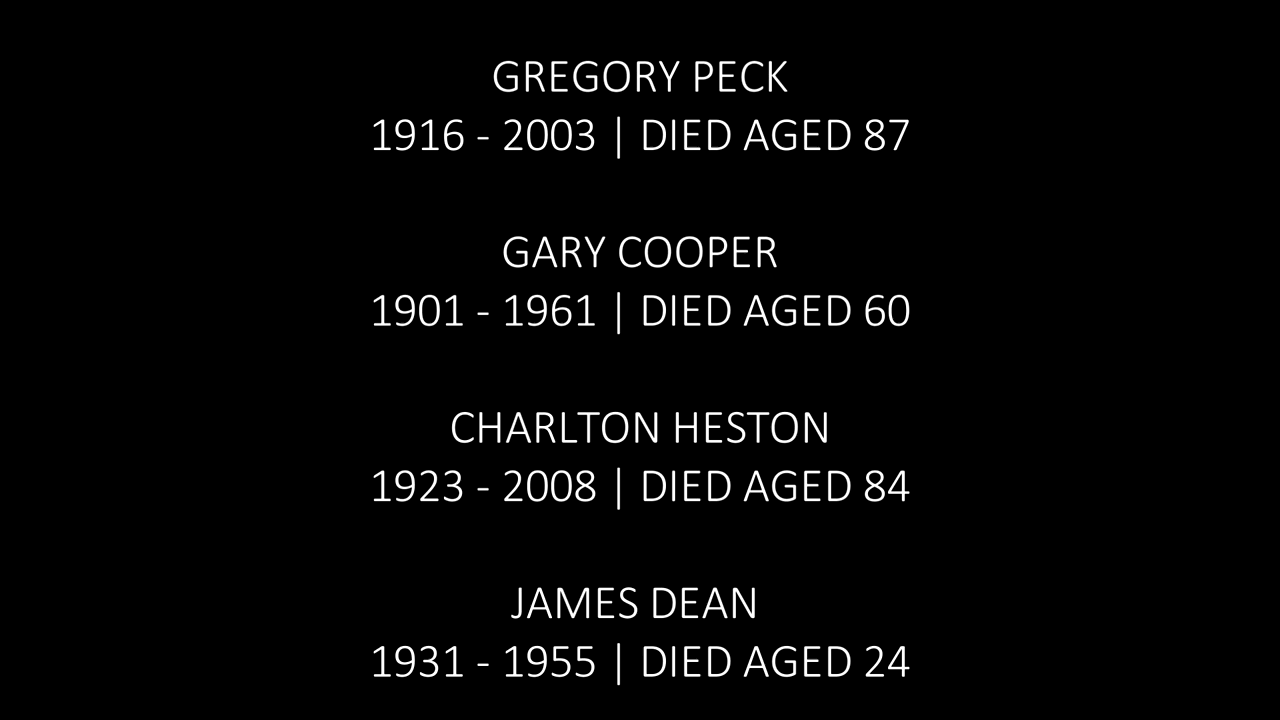 GREGORY PECK
1916 - 2003 | DIED AGED 87
GARY COOPER
1901 - 1961 | DIED AGED 60
CHARLTON HESTON
1923 - 2008 | DIED AGED 84
JAMES DEAN
1931 - 1955 | DIED AGED 24